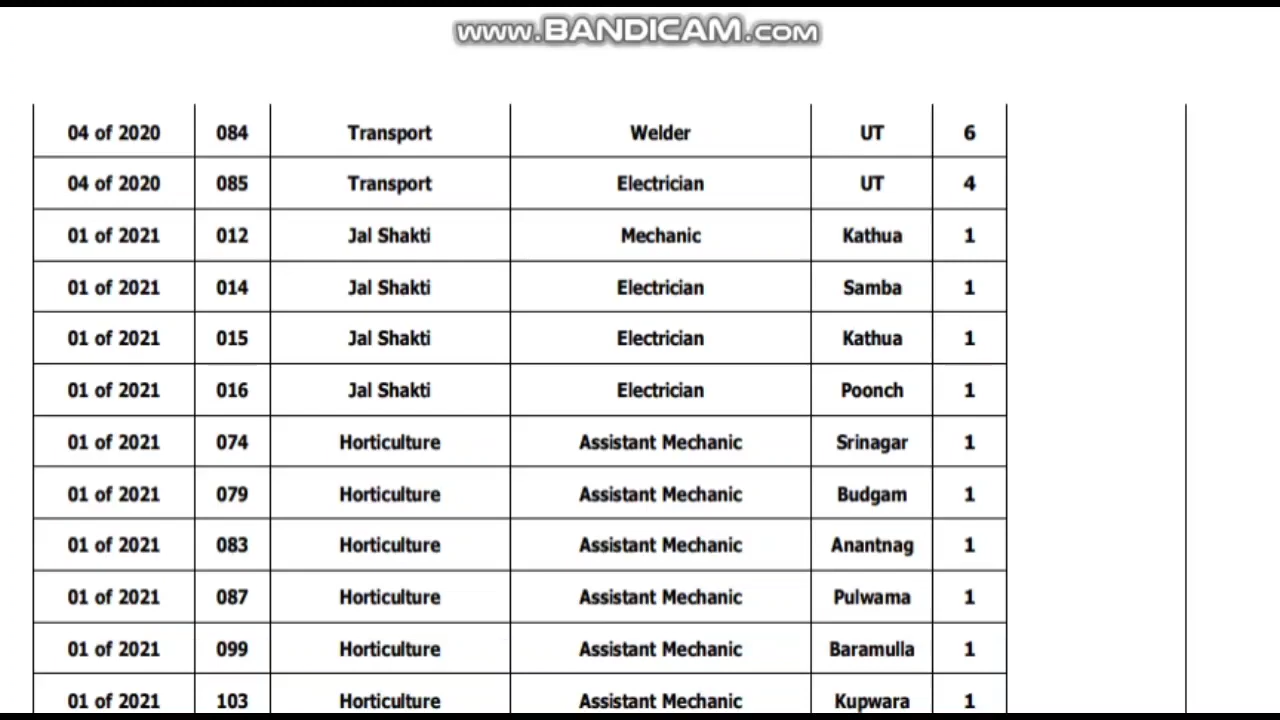 www.BANDICAM.com
04 of 2020 084 Transport Welder UT 6
04 of 2020 085 Transport Electrician UT 4
01 of 2021 012 Jal Shakti Mechanic Kathua 1
01 of 2021 014 Jal Shakti Electrician Samba 1
01 of 2021 015 Jal Shakti Electrician Kathua 1
01 of 2021 016 Jal Shakti Electrician Poonch 1
01 of 2021 074 Horticulture Assistant Mechanic Srinagar 1
01 of 2021 079 Horticulture Assistant Mechanic Budgam 1
01 of 2021 083 Horticulture Assistant Mechanic Anantnag 1
01 of 2021 087 Horticulture Assistant Mechanic Pulwama 1
01 of 2021 099 Horticulture Assistant Mechanic Baramulla 1
01 of 2021 103 Horticulture Assistant Mechanic Kupwara 1